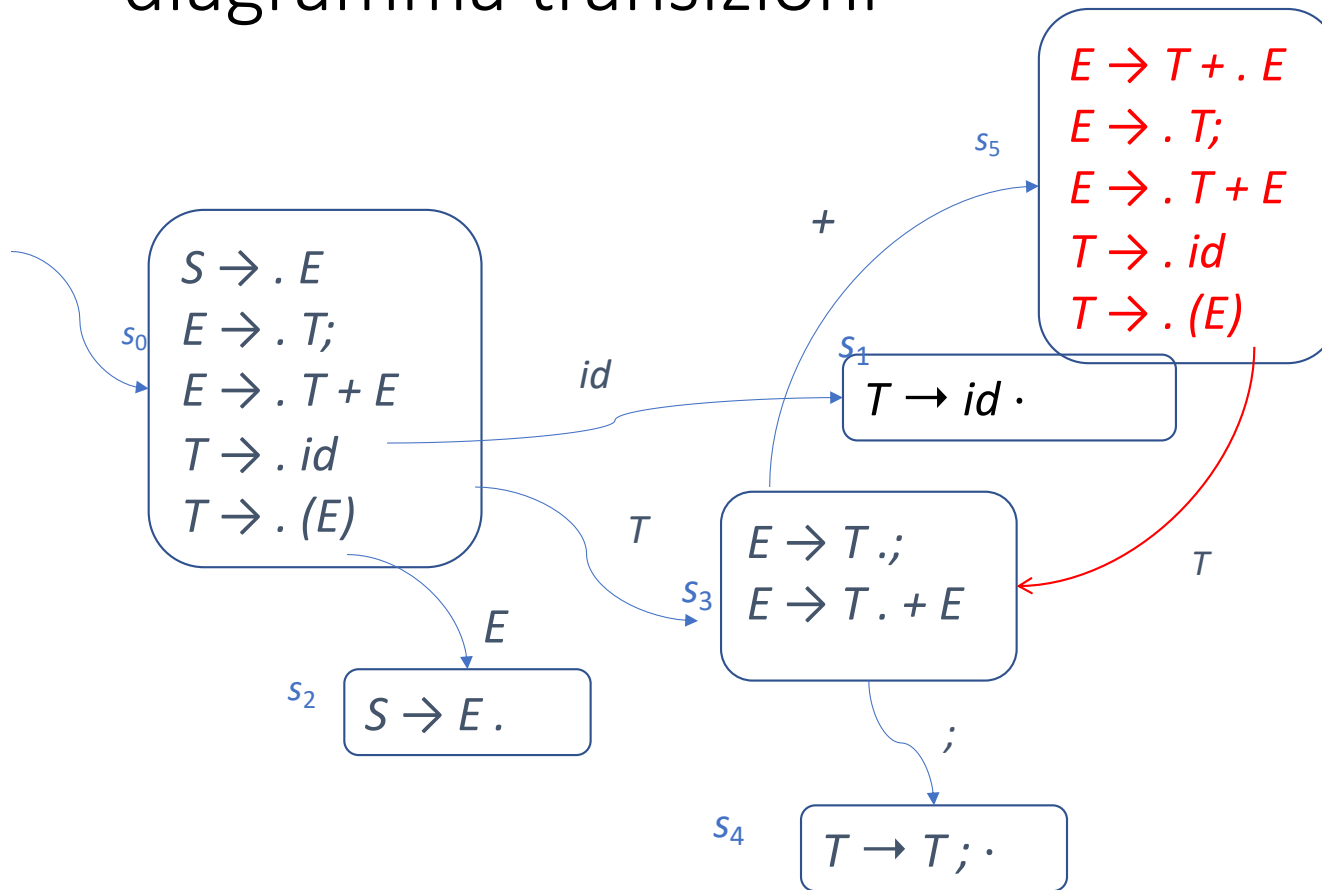 diagramma transizioni
E → T + . E
E → . T;
s5
E → . T + E
T → . id
T → . (E)
+
S → . E
E → . T;
s0
E → . T + E
T → . id
T → . (E)
id
s1
T → id ·
T
E → T .;
E → T . + E
s3
T
E
s2
S → E .
;
s4
T → T ; ·